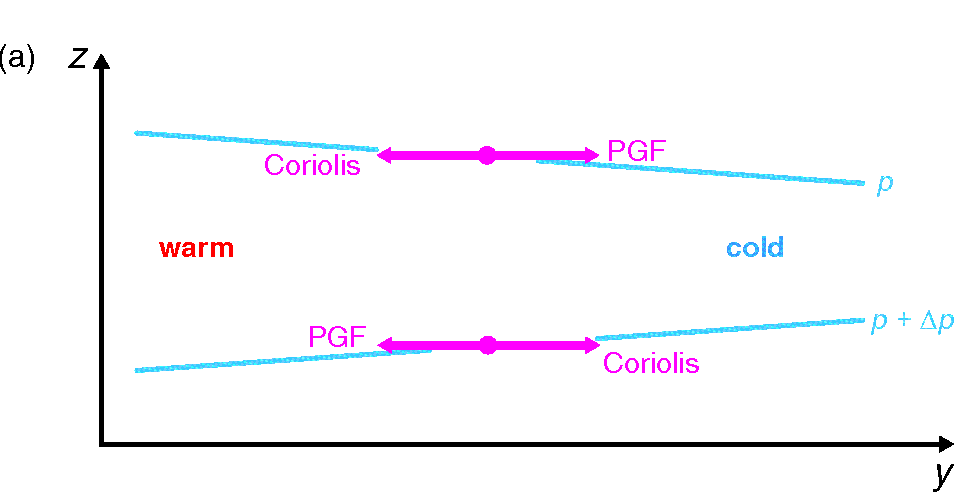 (a) z
Coriolis
PGF
p
warm
cold
PGF
p + Δp
Coriolis
y